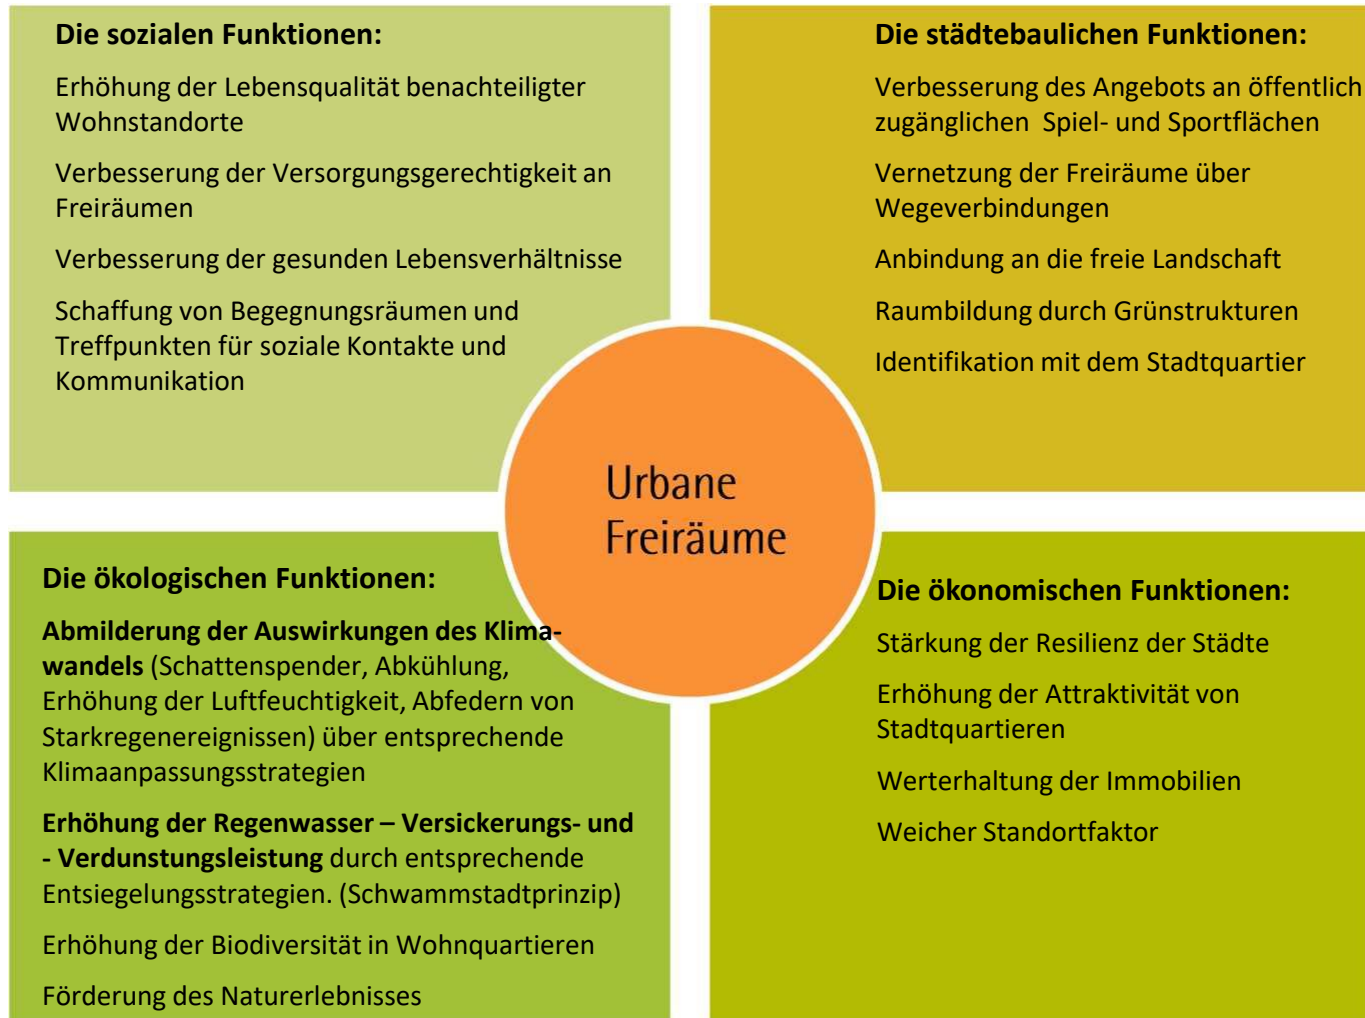 Die sozialen Funktionen:
Erhöhung der Lebensqualität benachteiligter
Wohnstandorte
Verbesserung der Versorgungsgerechtigkeit an
Freiräumen
Verbesserung der gesunden Lebensverhältnisse
Schaffung von Begegnungsräumen und
Treffpunkten für soziale Kontakte und
Kommunikation
Die städtebaulichen Funktionen:
Verbesserung des Angebots an öffentlich
zugänglichen Spiel- und Sportflächen
Vernetzung der Freiräume über
Wegeverbindungen
Anbindung an die freie Landschaft
Raumbildung durch Grünstrukturen
Identifikation mit dem Stadtquartier
Urbane
Freiräume
Die ökologischen Funktionen:
Abmilderung der Auswirkungen des Klima-
wandels (Schattenspender, Abkühlung,
Erhöhung der Luftfeuchtigkeit, Abfedern von
Starkregenereignissen) über entsprechende
Klimaanpassungsstrategien
Erhöhung der Regenwasser – Versickerungs- und
- Verdunstungsleistung durch entsprechende
Entsiegelungsstrategien. (Schwammstadtprinzip)
Erhöhung der Biodiversität in Wohnquartieren
Förderung des Naturerlebnisses
Die ökonomischen Funktionen:
Stärkung der Resilienz der Städte
Erhöhung der Attraktivität von
Stadtquartieren
Werterhaltung der Immobilien
Weicher Standortfaktor